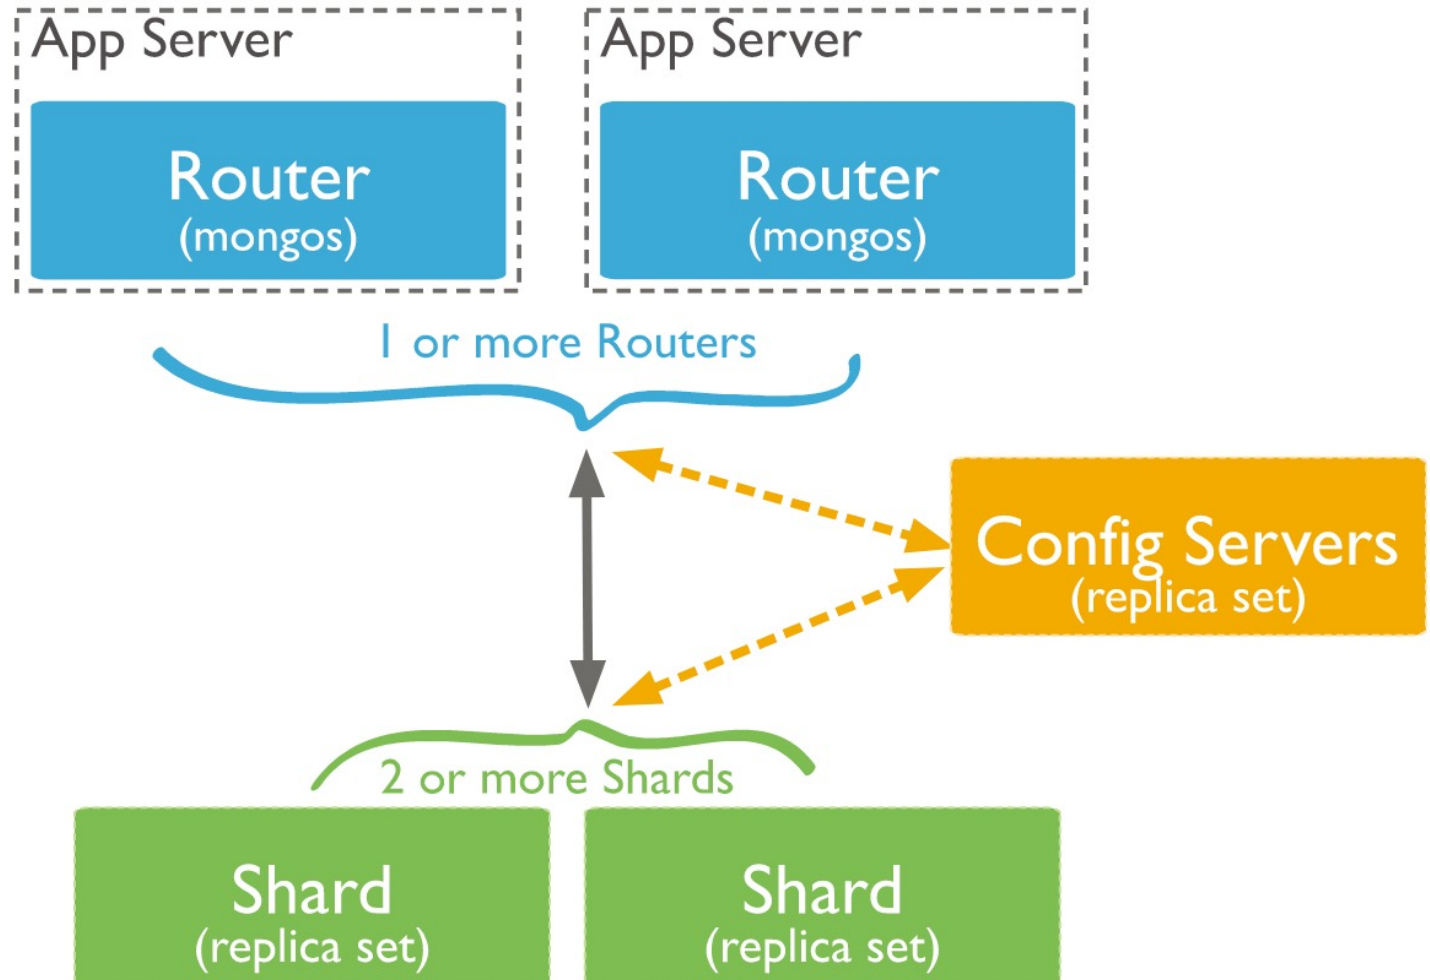 App Server
App Server
Router
(mongos)
Router
(mongos)
1 or more Routers
Config Servers
(replica set)
2 or more Shards
Shard
(replica set)
Shard
(replica set)